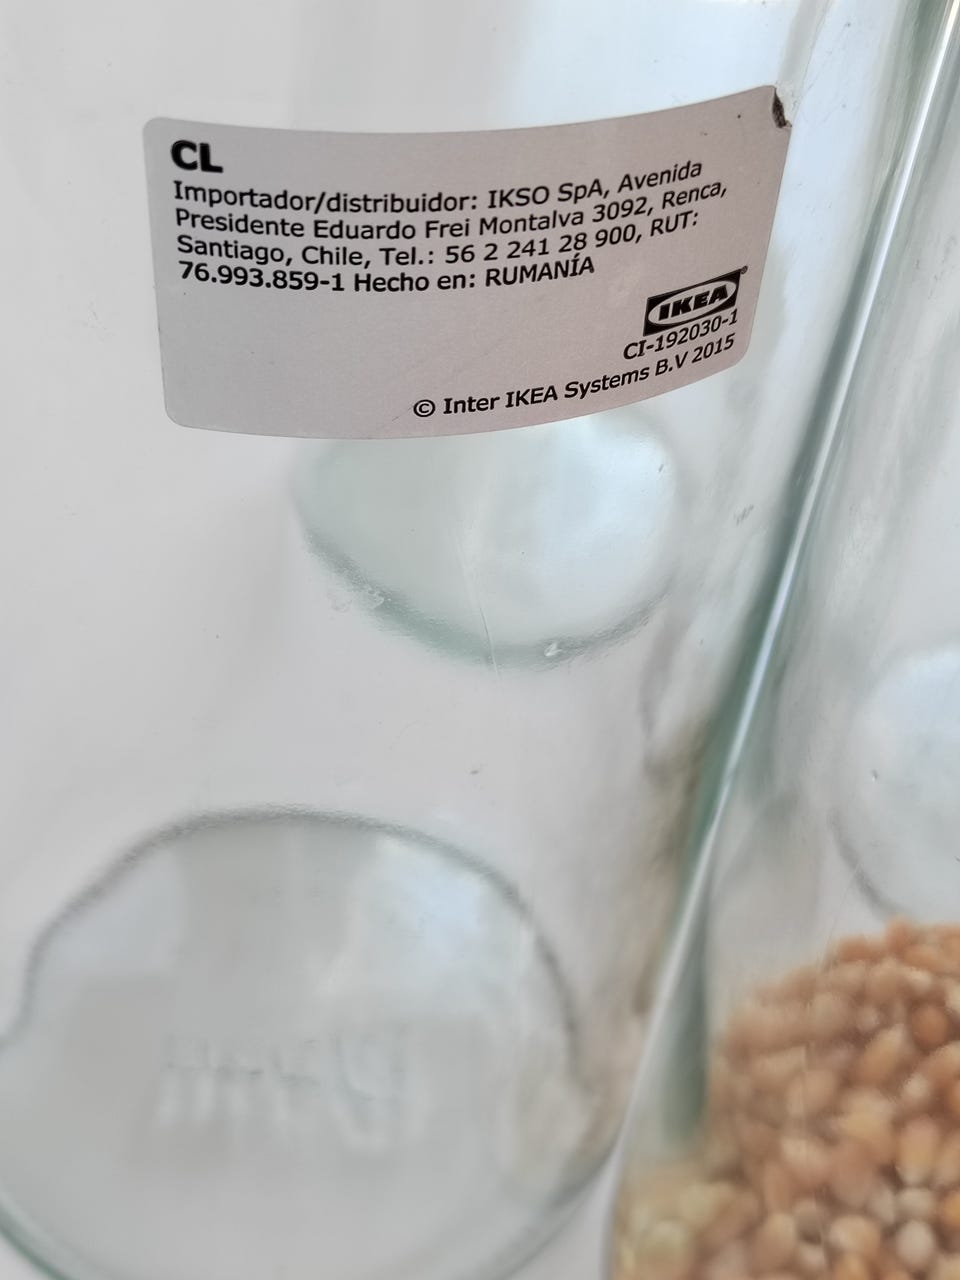 CL
Importador/distribuidor: IKSO SpA, Avenida
Presidente Eduardo Frei Montalva 3092, Renca,
Santiago, Chile, Tel.: 56 2 241 28 900, RUT:
76.993.859-1 Hecho en: RUMANÍA
IKEA®
CI-192030-1
© Inter IKEA Systems B.V 2015